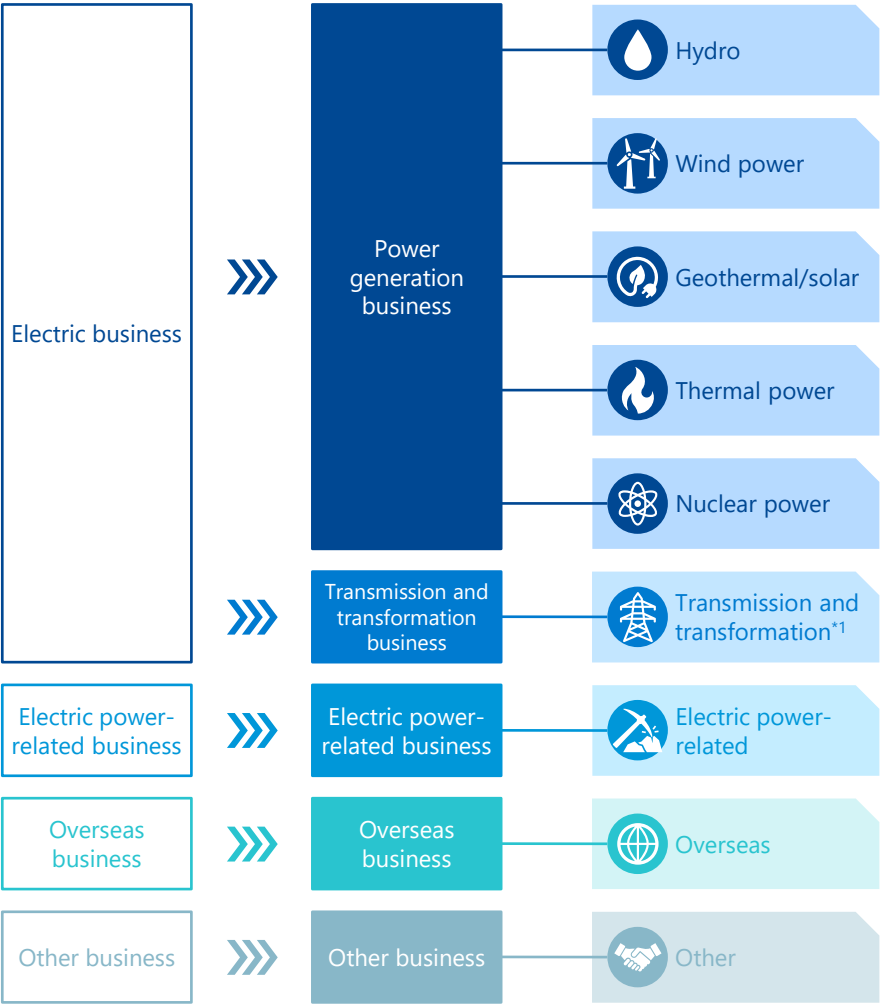 Electric business
Power
generation
business
Hydro
Wind power
Geothermal/solar
Thermal power
Nuclear power
Transmission and
transformation
business
Transmission and
transformation*1
Electric power-
related business
Electric power-
related business
Electric power-
related
Overseas
business
Overseas
business
Overseas
Other business
Other business
Other